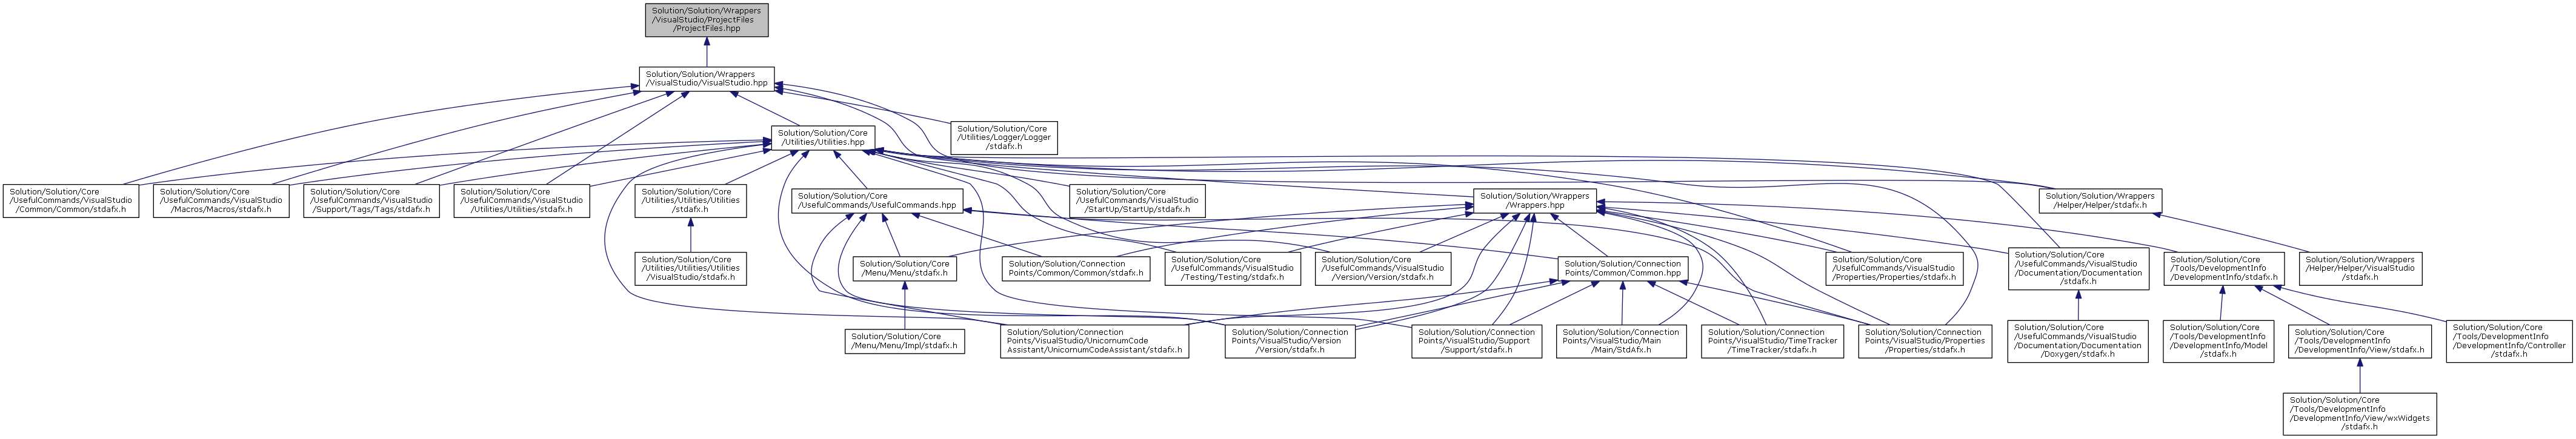 Solution/Solution/Wrappers
/VisualStudio/ProjectFiles
/ProjectFiles.hpp
Solution/Solution/Wrappers
/VisualStudio/VisualStudio.hpp
Solution/Solution/Core
/Utilities/Utilities.hpp
Solution/Solution/Core
/Utilities/Logger/Logger
/stdafx.h
Solution/Solution/Core
/UsefulCommands/VisualStudio
/Common/Common/stdafx.h
Solution/Solution/Core
/UsefulCommands/VisualStudio
/Macros/Macros/stdafx.h
Solution/Solution/Core
/UsefulCommands/VisualStudio
/Support/Tags/Tags/stdafx.h
Solution/Solution/Core
/UsefulCommands/VisualStudio
/Utilities/Utilities/stdafx.h
Solution/Solution/Core
/Utilities/Utilities/Utilities
/stdafx.h
Solution/Solution/Core
/UsefulCommands/UsefulCommands.hpp
Solution/Solution/Core
/UsefulCommands/VisualStudio
/StartUp/StartUp/stdafx.h
Solution/Solution/Wrappers
/Wrappers.hpp
Solution/Solution/Wrappers
/Helper/Helper/stdafx.h
Solution/Solution/Core
/Utilities/Utilities/Utilities
/VisualStudio/stdafx.h
Solution/Solution/Core
/Menu/Menu/stdafx.h
Solution/Solution/Connection
Points/Common/Common/stdafx.h
Solution/Solution/Core
/UsefulCommands/VisualStudio
/Testing/Testing/stdafx.h
Solution/Solution/Core
/UsefulCommands/VisualStudio
/Version/Version/stdafx.h
Solution/Solution/Connection
Points/Common/Common.hpp
Solution/Solution/Core
/UsefulCommands/VisualStudio
/Properties/Properties/stdafx.h
Solution/Solution/Core
/UsefulCommands/VisualStudio
/Documentation/Documentation
/stdafx.h
Solution/Solution/Core
/Tools/DevelopmentInfo
/DevelopmentInfo/stdafx.h
Solution/Solution/Wrappers
/Helper/Helper/VisualStudio
/stdafx.h
Solution/Solution/Core
/Menu/Menu/Impl/stdafx.h
Solution/Solution/Connection
Points/VisualStudio/UnicornumCode
Assistant/UnicornumCodeAssistant/stdafx.h
Solution/Solution/Connection
Points/VisualStudio/Version
/Version/stdafx.h
Solution/Solution/Connection
Points/VisualStudio/Support
/Support/stdafx.h
Solution/Solution/Connection
Points/VisualStudio/Main
/Main/StdAfx.h
Solution/Solution/Connection
Points/VisualStudio/TimeTracker
/TimeTracker/stdafx.h
Solution/Solution/Connection
Points/VisualStudio/Properties
/Properties/stdafx.h
Solution/Solution/Core
/UsefulCommands/VisualStudio
/Documentation/Documentation
/Doxygen/stdafx.h
Solution/Solution/Core
/Tools/DevelopmentInfo
/DevelopmentInfo/Model
/stdafx.h
Solution/Solution/Core
/Tools/DevelopmentInfo
/DevelopmentInfo/View/stdafx.h
Solution/Solution/Core
/Tools/DevelopmentInfo
/DevelopmentInfo/Controller
/stdafx.h
Solution/Solution/Core
/Tools/DevelopmentInfo
/DevelopmentInfo/View/wxWidgets
/stdafx.h